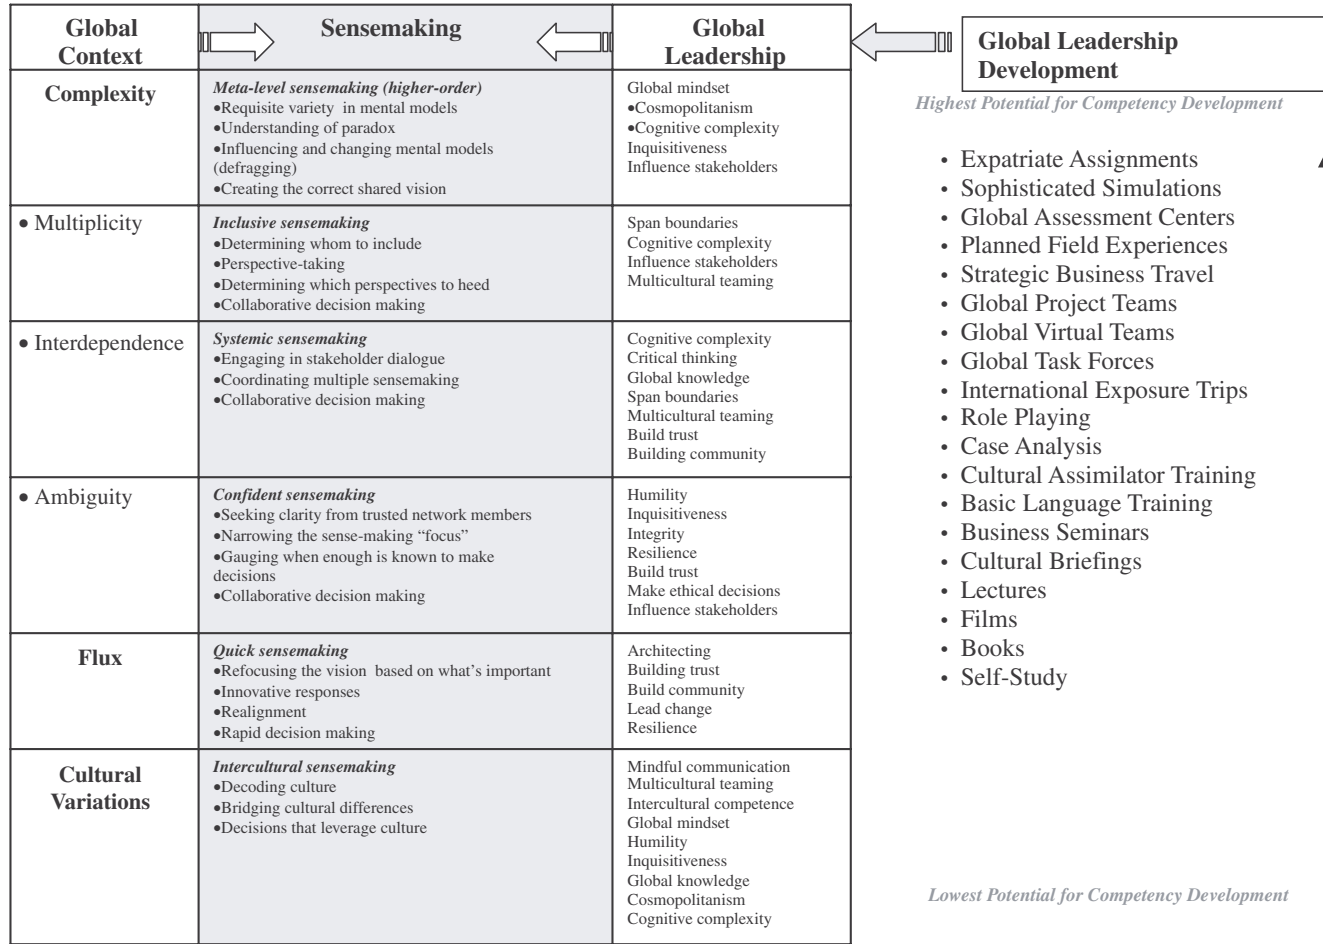 Global
Context
Sensemaking
Global
Leadership
Global Leadership
Development
Complexity
Meta-level sensemaking (higher-order)
•Requisite variety in mental models
•Understanding of paradox
•Influencing and changing mental models
(defragging)
•Creating the correct shared vision
Global mindset
•Cosmopolitanism
•Cognitive complexity
Inquisitiveness
Influence stakeholders
• Multiplicity
Inclusive sensemaking
•Determining whom to include
•Perspective-taking
•Determining which perspectives to heed
•Collaborative decision making
Span boundaries
Cognitive complexity
Influence stakeholders
Multicultural teaming
• Interdependence
Systemic sensemaking
•Engaging in stakeholder dialogue
•Coordinating multiple sensemaking
•Collaborative decision making
Cognitive complexity
Critical thinking
Global knowledge
Span boundaries
Multicultural teaming
Build trust
Building community
• Ambiguity
Confident sensemaking
•Seeking clarity from trusted network members
•Narrowing the sense-making “focus”
•Gauging when enough is known to make
decisions
•Collaborative decision making
Humility
Inquisitiveness
Integrity
Resilience
Build trust
Make ethical decisions
Influence stakeholders
Flux
Quick sensemaking
•Refocusing the vision based on what’s important
•Innovative responses
•Realignment
•Rapid decision making
Architecting
Building trust
Build community
Lead change
Resilience
Cultural
Variations
Intercultural sensemaking
•Decoding culture
•Bridging cultural differences
•Decisions that leverage culture
Mindful communication
Multicultural teaming
Intercultural competence
Global mindset
Humility
Inquisitiveness
Global knowledge
Cosmopolitanism
Cognitive complexity
Highest Potential for Competency Development
• Expatriate Assignments
• Sophisticated Simulations
• Global Assessment Centers
• Planned Field Experiences
• Strategic Business Travel
• Global Project Teams
• Global Virtual Teams
• Global Task Forces
• International Exposure Trips
• Role Playing
• Case Analysis
• Cultural Assimilator Training
• Basic Language Training
• Business Seminars
• Cultural Briefings
• Lectures
• Films
• Books
• Self-Study
Lowest Potential for Competency Development